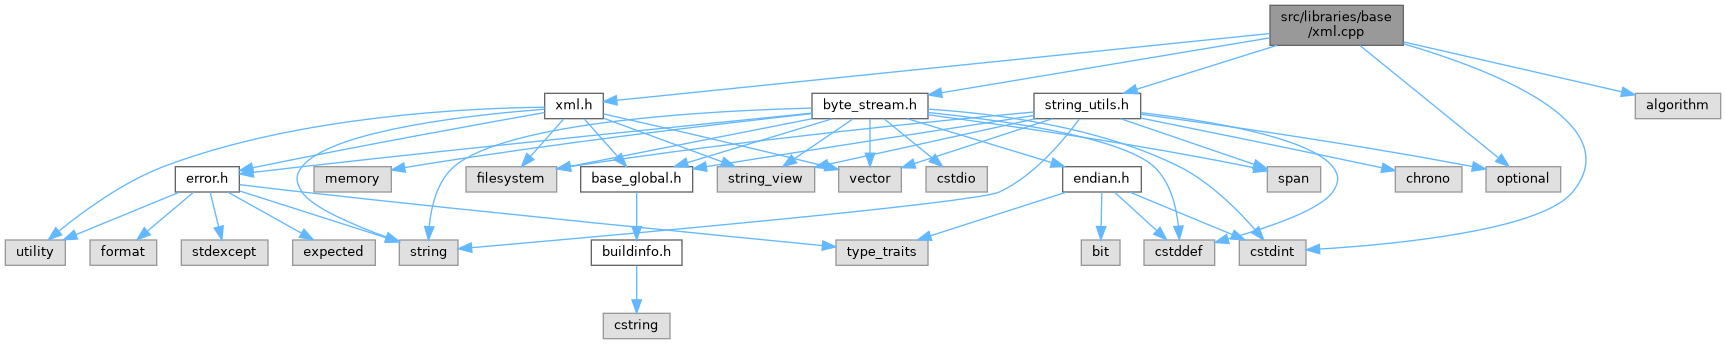 src/libraries/base
/xml.cpp
xml.h
byte_stream.h
string_utils.h
algorithm
error.h
memory
filesystem
base_global.h
string_view
vector
cstdio
endian.h
span
chrono
optional
utility
format
stdexcept
expected
string
buildinfo.h
type_traits
bit
cstddef
cstdint
cstring